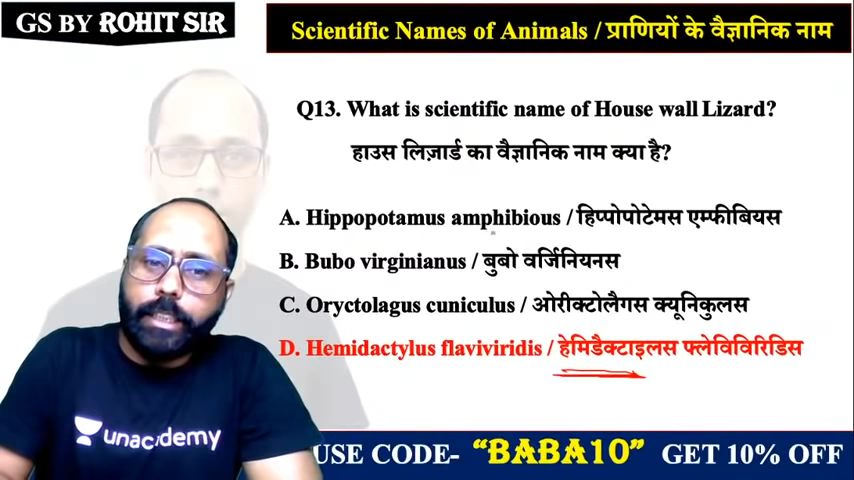 GS BY ROHIT SIR
Scientific Names of Animals / प्राणियों के वैज्ञानिक नाम
Q13. What is scientific name of House wall Lizard?
हाउस लिज़ार्ड का वैज्ञानिक नाम क्या है?
A. Hippopotamus amphibious / हिप्पोपोटेमस एम्फीबियस
B. Bubo virginianus / बुबो वर्जिनियनस
C. Oryctolagus cuniculus / ओरीक्टोलैगस क्यूनिकुलस
D. Hemidactylus flaviviridis / हेमिडैक्टाइलस फ्लेविविरिडिस
unacademy
USE CODE- “BABA10” GET 10% OFF